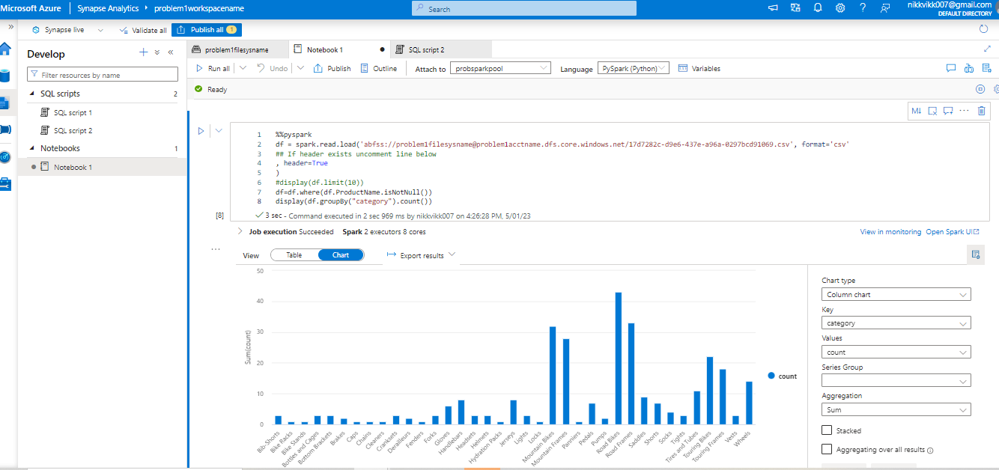 Microsoft Azure Synapse Analytics problem1workspacename Search nikkvikk007@gmail.com
DEFAULT DIRECTORY
Synapse live Validate all Publish all 1
Develop
Filter resources by name
SQL scripts 2
SQL script 1
SQL script 2
Notebooks 1
Notebook 1
problem1filesysname Notebook 1 SQL script 2
Run all Undo Publish Outline Attach to probsparkpool Language PySpark (Python) Variables
Ready
M↓
1 %%pyspark
2 df = spark.read.load('abfss://problem1filesysname@problem1acctname.dfs.core.windows.net/17d7282c-d9e6-437e-a96a-0297bcd91069.csv', format='csv'
3 ## If header exists uncomment line below
4 , header=True
5 )
6 #display(df.limit(10))
7 df=df.where(df.ProductName.isNotNull())
8 display(df.groupBy("category").count())
[8] 3 sec - Command executed in 2 sec 969 ms by nikkvikk007 on 4:26:28 PM, 5/01/23
Job execution Succeeded Spark 2 executors 8 cores View in monitoring Open Spark UI
View Table Chart Export results
50
40
30
20
10
0
Sum(count)
Bib-Shorts
Bike Racks
Bike Stands
Bottles and Cages
Bottom Brackets
Brakes
Caps
Chains
Cleaners
Cranksets
Derailleurs
Fenders
Forks
Gloves
Handlebars
Headsets
Helmets
Hydration Packs
Jerseys
Lights
Locks
Mountain Bikes
Mountain Frames
Panniers
Pedals
Pumps
Road Bikes
Road Frames
Saddles
Shorts
Socks
Tights
Tires and Tubes
Touring Bikes
Touring Frames
Vests
Wheels
count
Chart type
Column chart
Key
category
Values
count
Series Group
Aggregation
Sum
Stacked
Aggregating over all results